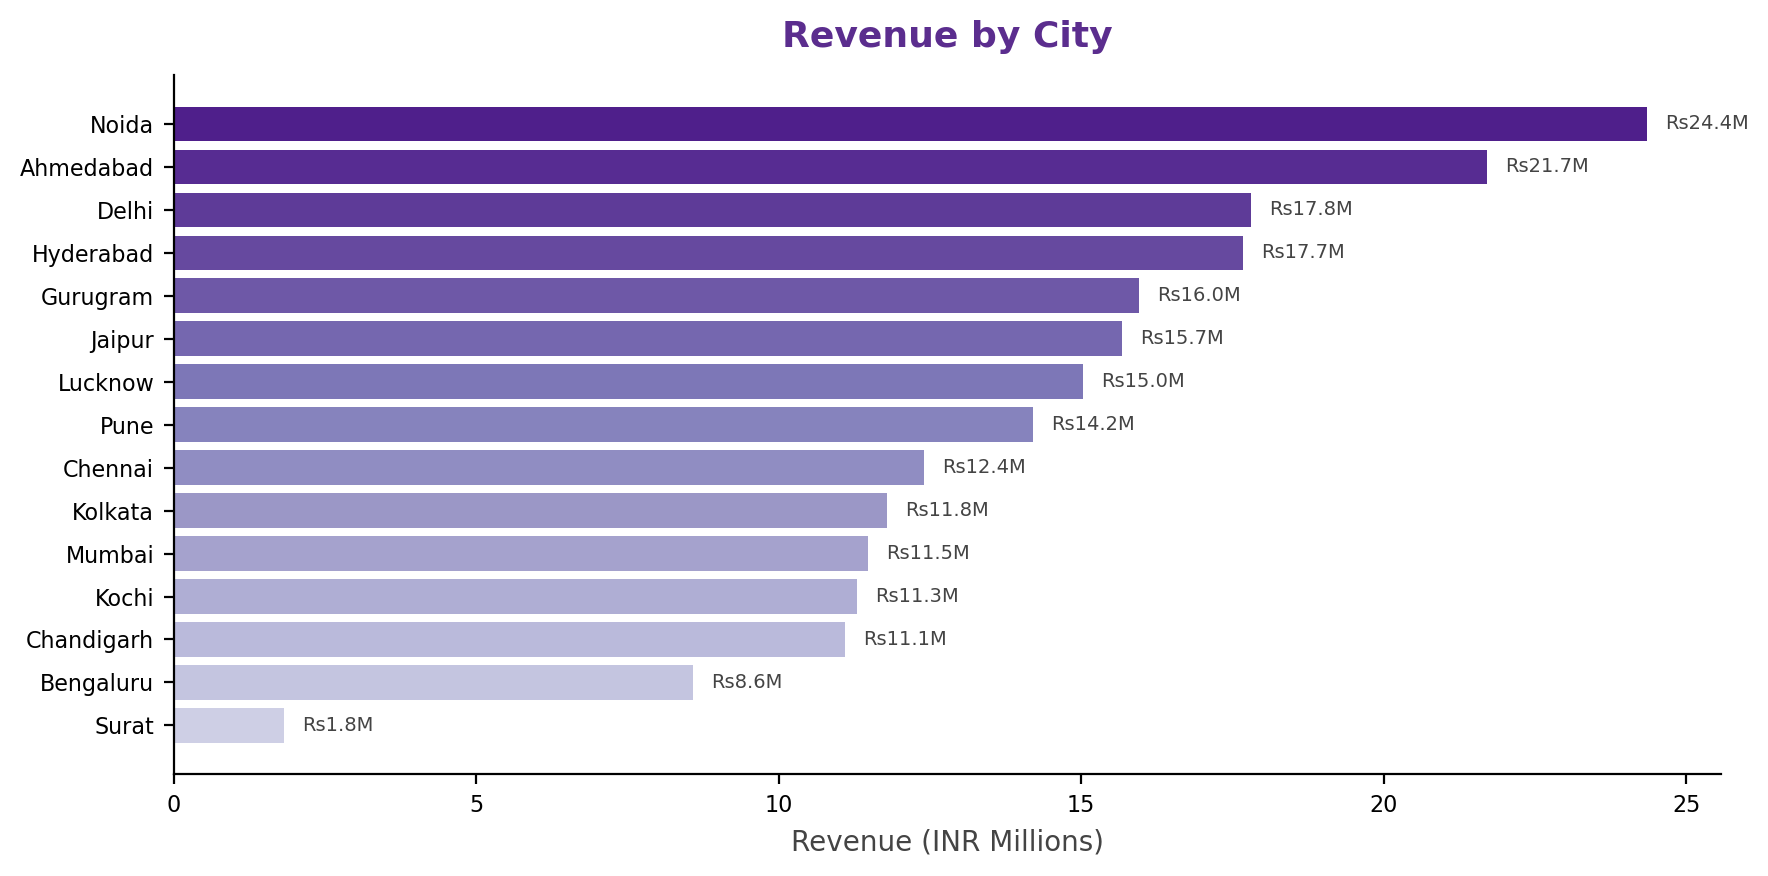 Revenue by City
Noida Rs24.4M
Ahmedabad Rs21.7M
Delhi Rs17.8M
Hyderabad Rs17.7M
Gurugram Rs16.0M
Jaipur Rs15.7M
Lucknow Rs15.0M
Pune Rs14.2M
Chennai Rs12.4M
Kolkata Rs11.8M
Mumbai Rs11.5M
Kochi Rs11.3M
Chandigarh Rs11.1M
Bengaluru Rs8.6M
Surat Rs1.8M
0 5 10 15 20 25
Revenue (INR Millions)